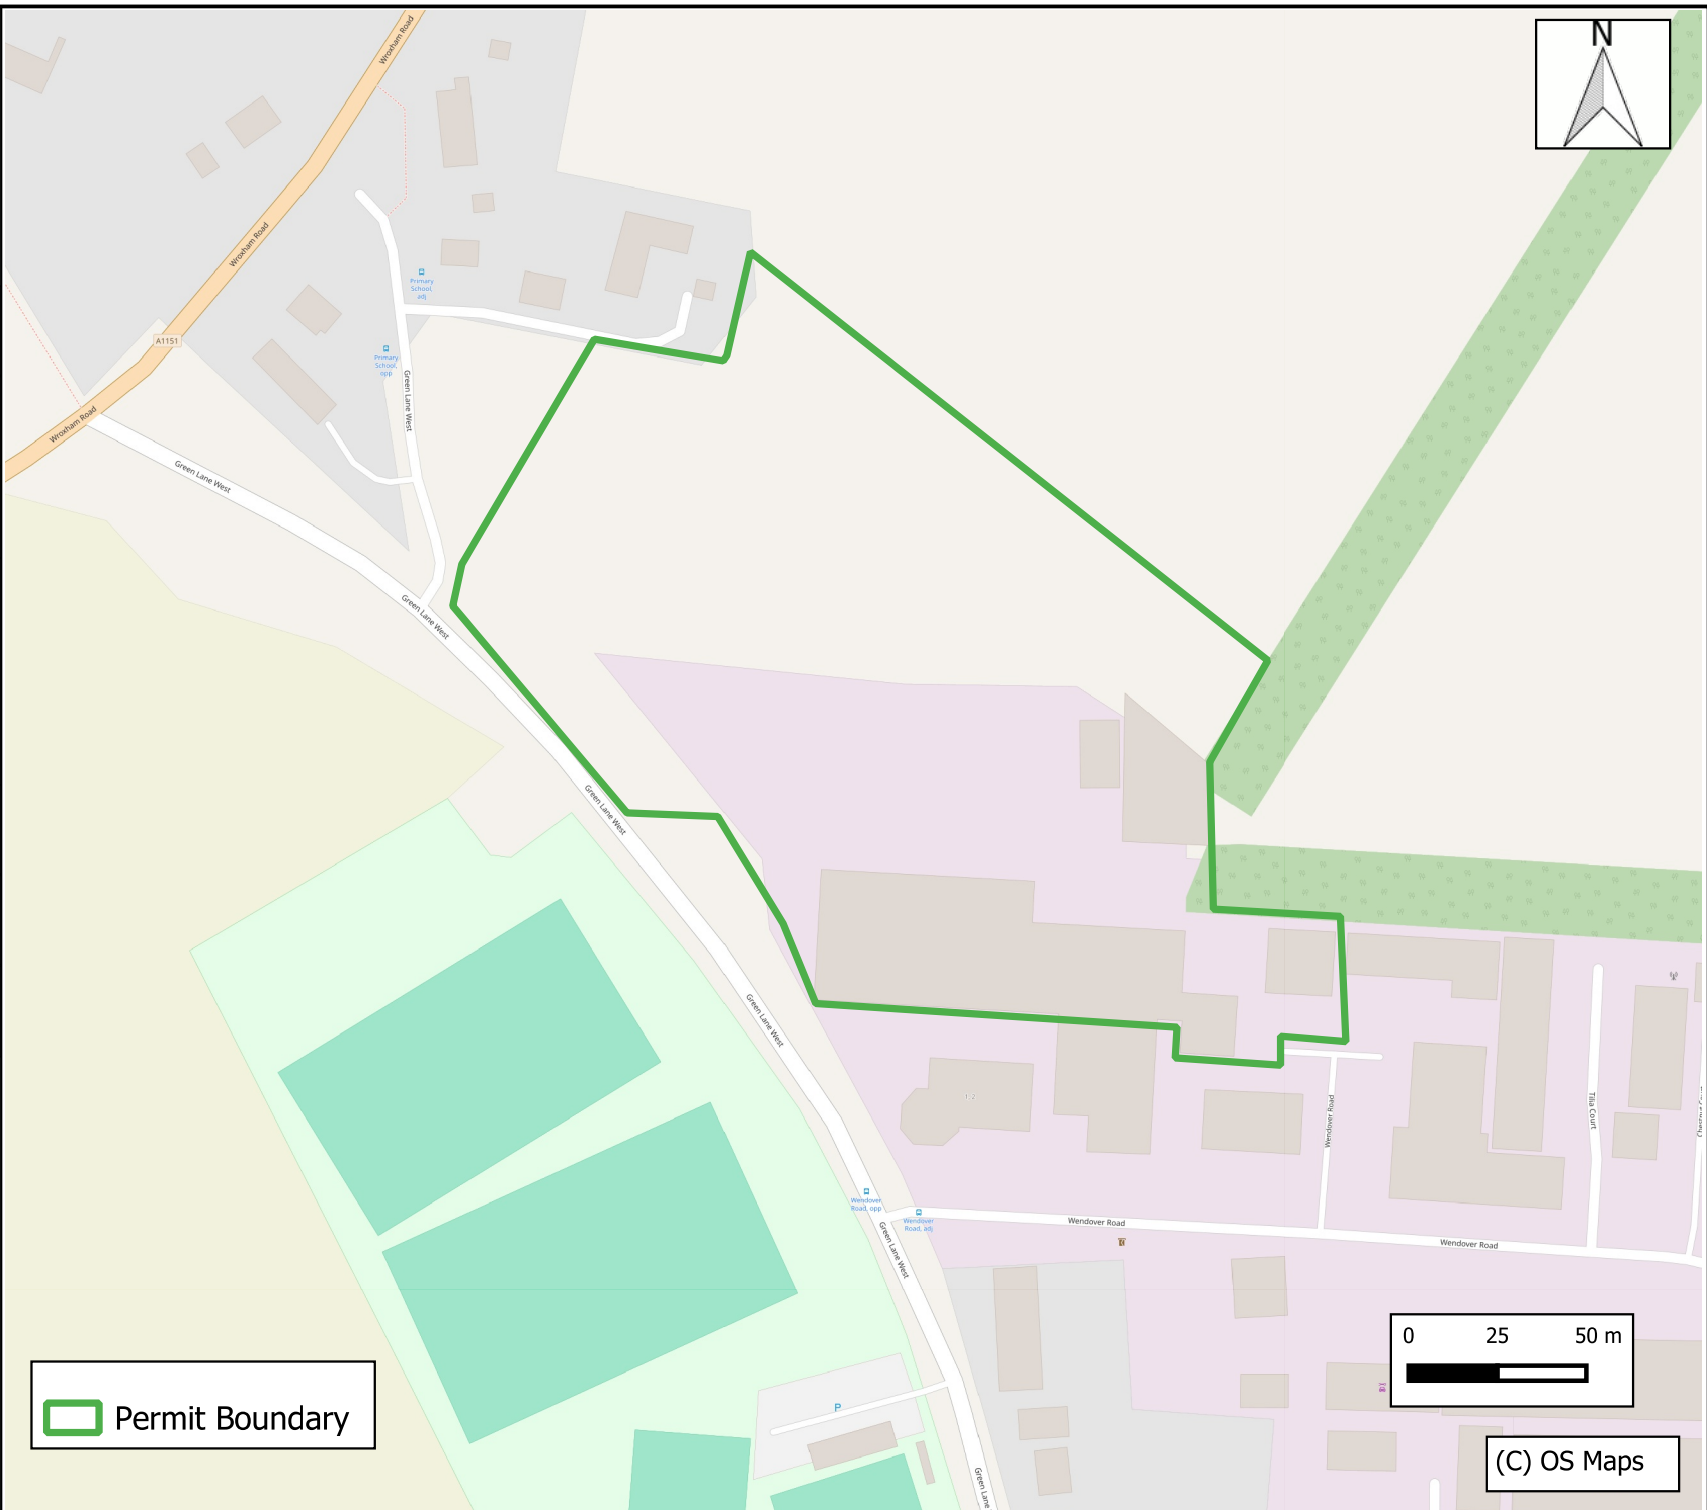 Wroxham Road
N
Wroxham Road
Primary
School,
adj
A1151
Primary
School,
opp
Green Lane West
Wroxham Road
Green Lane West
Green Lane West
Green Lane West
Green Lane West
1, 2
Tilia Court
Wendover Road
Wendover
Road, opp
Wendover
Road, adj
Wendover Road
Green Lane West
Wendover Road
0 25 50 m
P
Permit Boundary
(C) OS Maps
Green Lane